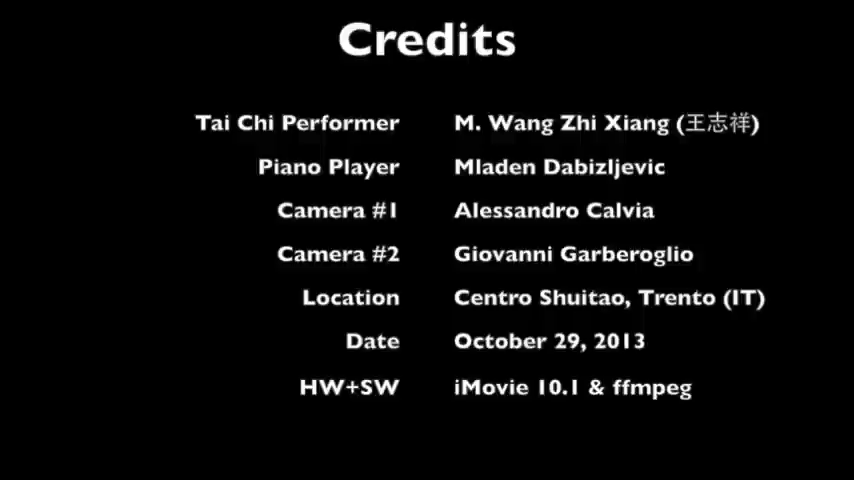 Credits
Tai Chi Performer M. Wang Zhi Xiang (王志祥)
Piano Player Mladen Dabizljevic
Camera #1 Alessandro Calvia
Camera #2 Giovanni Garberoglio
Location Centro Shuitao, Trento (IT)
Date October 29, 2013
HW+SW iMovie 10.1 & ffmpeg